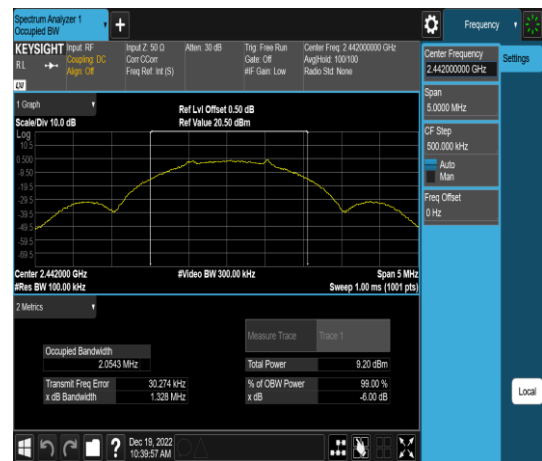 Spectrum Analyzer 1
Occupied BW
+
Frequency
KEYSIGHT
RL
LXI
Input: RF
Coupling: DC
Align: Off
Input Z: 50 Ω
Corr CCorr
Freq Ref: Int (S)
Atten: 30 dB
Trig: Free Run
Gate: Off
#IF Gain: Low
Center Freq: 2.442000000 GHz
Avg|Hold: 100/100
Radio Std: None
Center Frequency
2.442000000 GHz
Settings
Span
5.0000 MHz
CF Step
500.000 kHz
Auto
Man
Freq Offset
0 Hz
1 Graph
Scale/Div 10.0 dB
Ref Lvl Offset 0.50 dB
Ref Value 20.50 dBm
Log
10.5
0.500
-9.50
-19.5
-29.5
-39.5
-49.5
-59.5
-69.5
Center 2.442000 GHz
#Res BW 100.00 kHz
#Video BW 300.00 kHz
Span 5 MHz
Sweep 1.00 ms (1001 pts)
2 Metrics
Measure Trace
Trace 1
Occupied Bandwidth
2.0543 MHz
Total Power
9.20 dBm
Transmit Freq Error
30.274 kHz
% of OBW Power
99.00 %
x dB Bandwidth
1.328 MHz
x dB
-6.00 dB
Local
?
Dec 19, 2022
10:39:57 AM